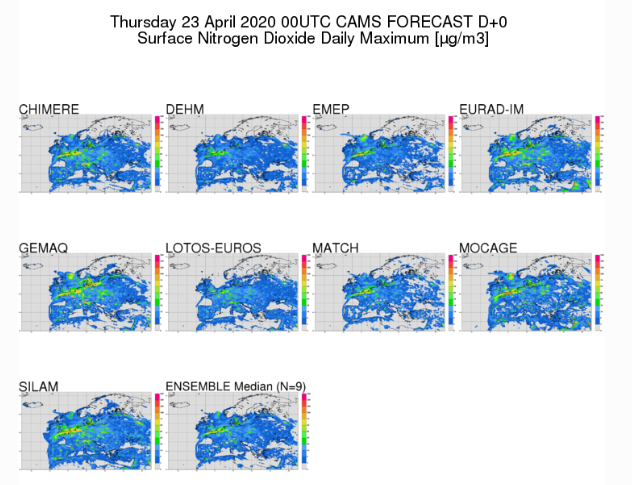 Thursday 23 April 2020 00UTC CAMS FORECAST D+0
Surface Nitrogen Dioxide Daily Maximum [µg/m3]
CHIMERE
DEHM
EMEP
EURAD-IM
GEMAQ
LOTOS-EUROS
MATCH
MOCAGE
SILAM
ENSEMBLE Median (N=9)